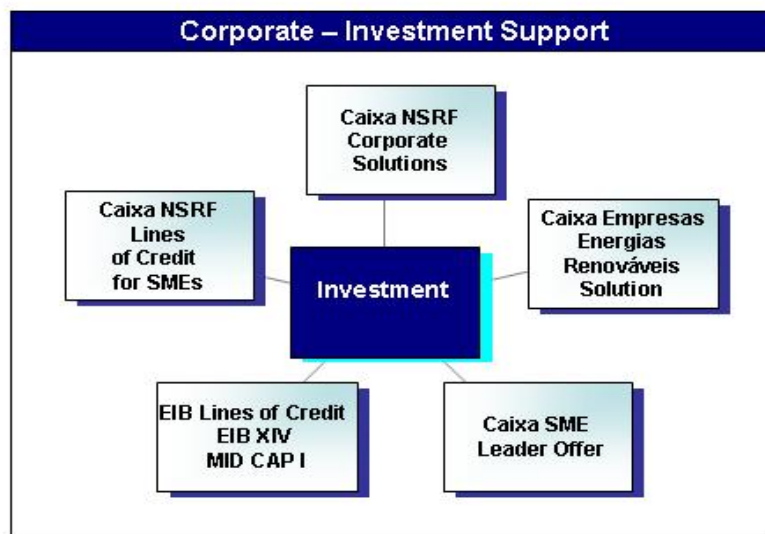 Corporate – Investment Support
Caixa NSRF
Corporate
Solutions
Caixa NSRF
Lines
of Credit
for SMEs
Caixa Empresas
Energias
Renováveis
Solution
Investment
EIB Lines of Credit
EIB XIV
MID CAP I
Caixa SME
Leader Offer